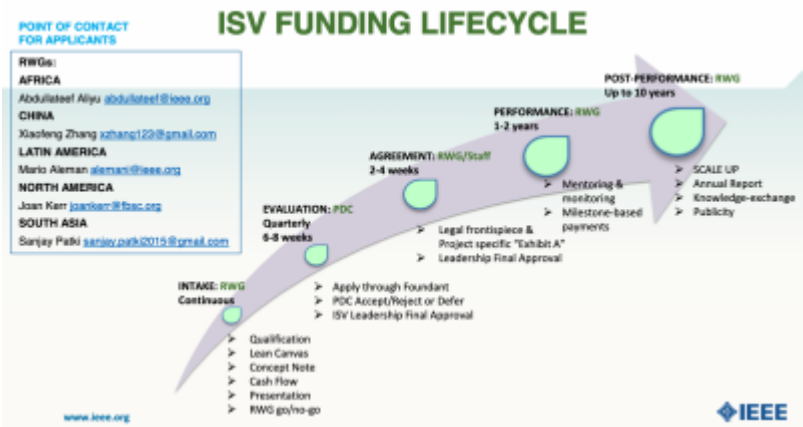 ISV FUNDING LIFECYCLE
POINT OF CONTACT
FOR APPLICANTS
RWGs:
AFRICA
Abdullateef Aliyu abdullateef@ieee.org
CHINA
Xiaofeng Zhang xzhang123@gmail.com
LATIN AMERICA
Mario Aleman alemani@ieee.org
NORTH AMERICA
Joan Kerr joankerr@fbsc.org
SOUTH ASIA
Sanjay Patki sanjay.patki2015@gmail.com
INTAKE: RWG
Continuous
➢ Qualification
➢ Lean Canvas
➢ Concept Note
➢ Cash Flow
➢ Presentation
➢ RWG go/no-go
EVALUATION: PDC
Quarterly
6-8 weeks
➢ Apply through Foundant
➢ PDC Accept/Reject or Defer
➢ ISV Leadership Final Approval
AGREEMENT: RWG/Staff
2-4 weeks
➢ Legal frontispiece &
Project specific "Exhibit A"
➢ Leadership Final Approval
PERFORMANCE: RWG
1-2 years
➢ Mentoring &
monitoring
➢ Milestone-based
payments
POST-PERFORMANCE: RWG
Up to 10 years
➢ SCALE UP
➢ Annual Report
➢ Knowledge-exchange
➢ Publicity
www.ieee.org
IEEE